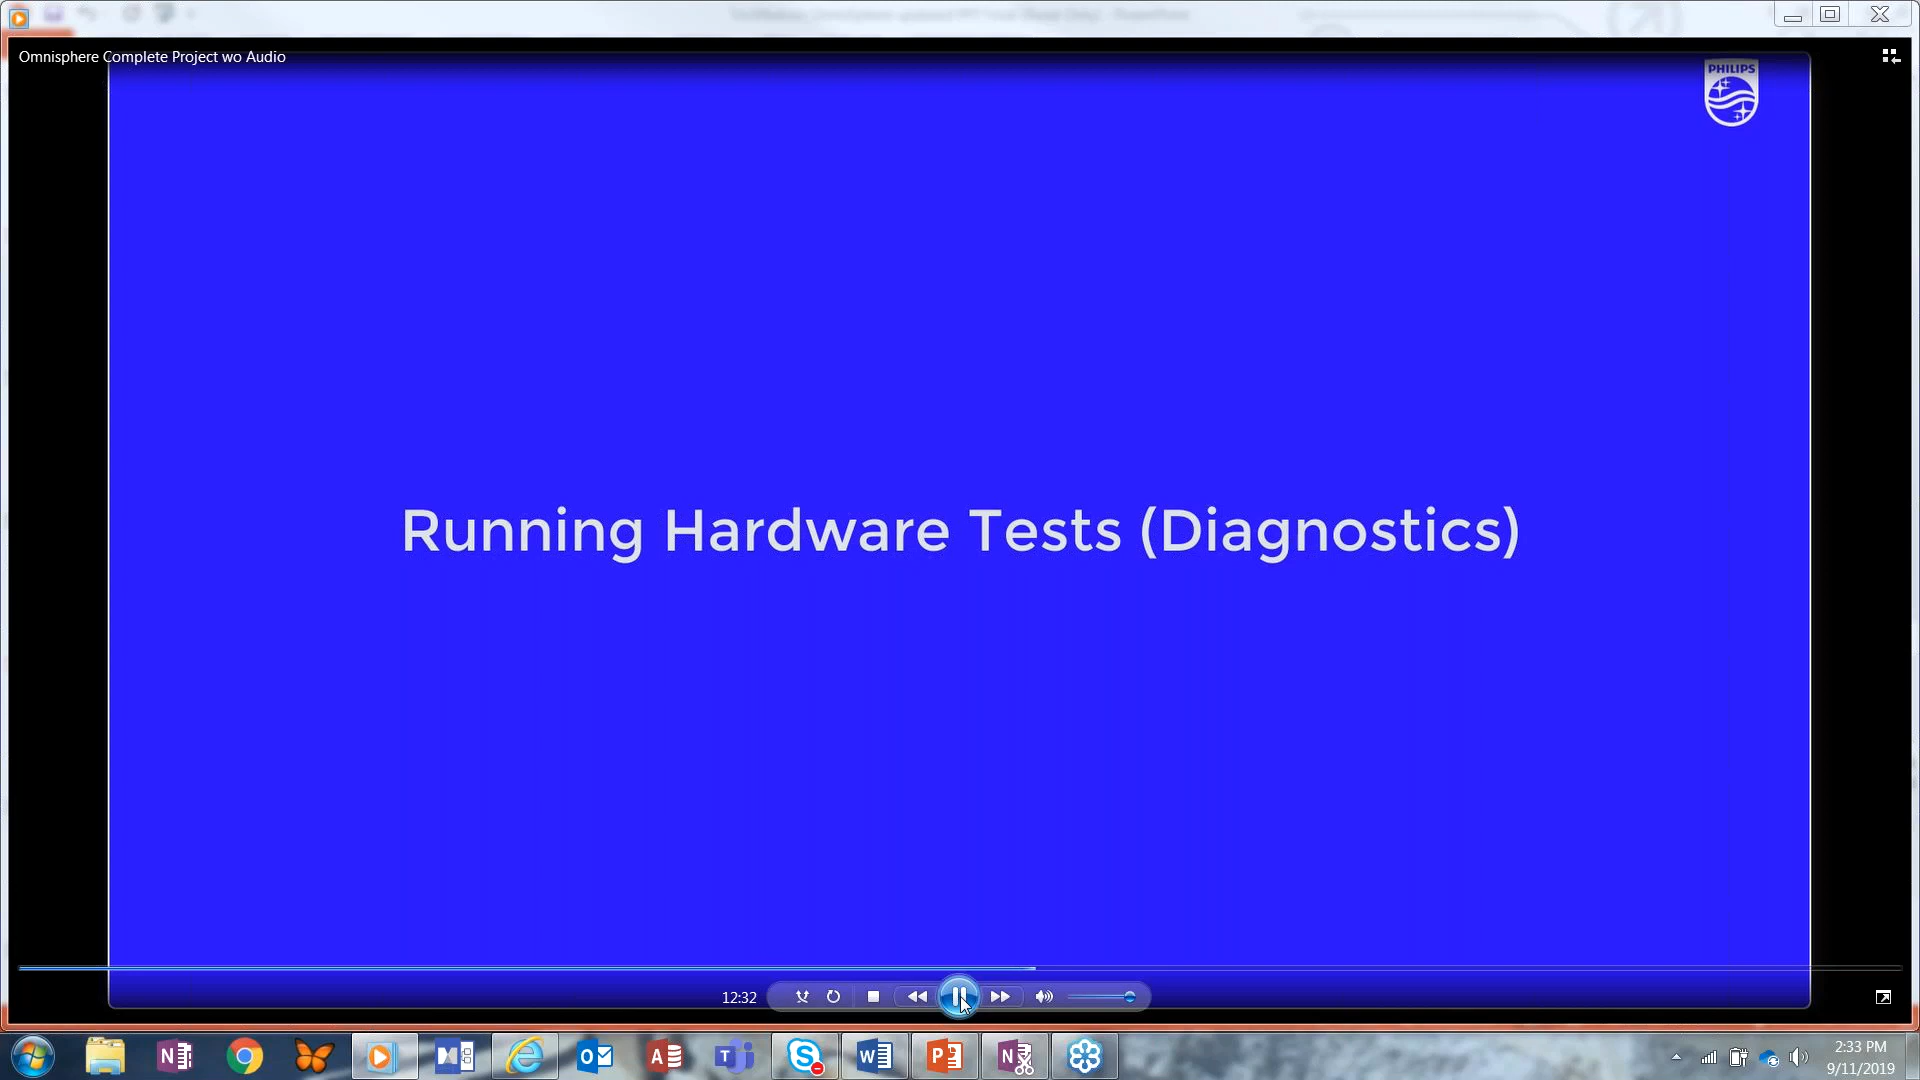 Omnisphere Complete Project wo Audio
PHILIPS
Running Hardware Tests (Diagnostics)
12:32
2:33 PM
9/11/2019